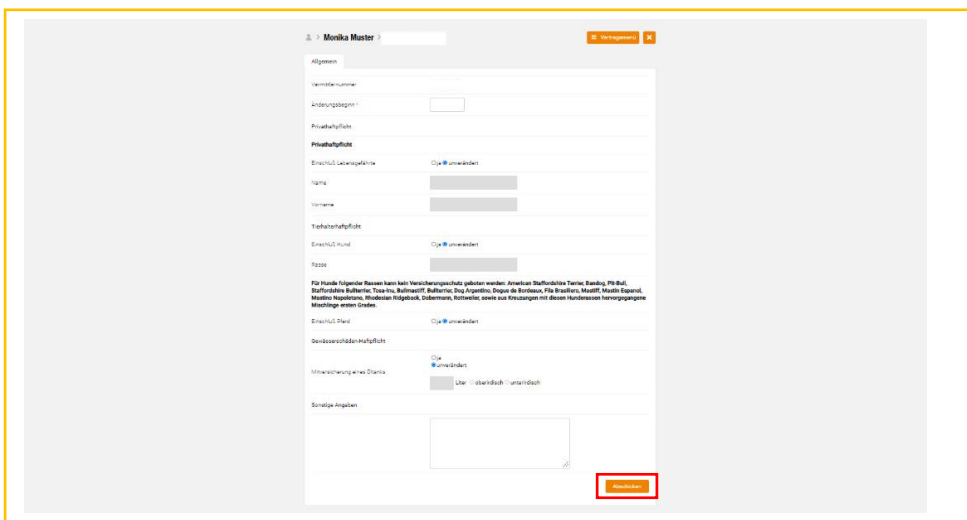 > Monika Muster >
≡ Vertragsmenü
Allgemein
Vermittlernummer
Änderungsbeginn *
Privathaftpflicht
Privathaftpflicht
Einschluß Lebensgefährte ja unverändert
Name
Vorname
Tierhalterhaftpflicht
Einschluß Hund ja unverändert
Rasse
Für Hunde folgender Rassen kann kein Versicherungsschutz geboten werden: American Staffordshire Terrier, Bandog, Pit-Bull,
Staffordshire Bullterrier, Tosa-Inu, Bullmastiff, Bullterrier, Dog Argentino, Dogue de Bordeaux, Fila Brasiliero, Mastiff, Mastin Espanol,
Mastino Napoletano, Rhodesian Ridgeback, Dobermann, Rottweiler, sowie aus Kreuzungen mit diesen Hunderassen hervorgegangene
Mischlinge ersten Grades.
Einschluß Pferd ja unverändert
Gewässerschäden-Haftpflicht
ja
unverändert
Mitversicherung eines Öltanks
Liter oberirdisch unterirdisch
Sonstige Angaben
Abschicken